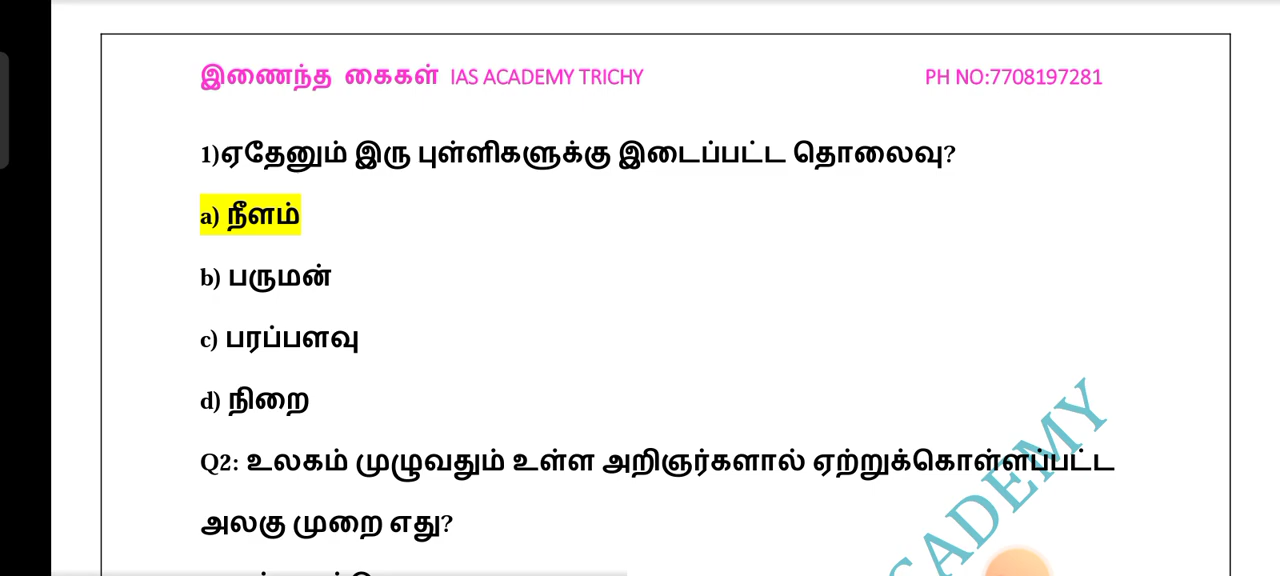 இணைந்த கைகள் IAS ACADEMY TRICHY PH NO:7708197281
1)ஏதேனும் இரு புள்ளிகளுக்கு இடைப்பட்ட தொலைவு?
a) நீளம்
b) பருமன்
c) பரப்பளவு
d) நிறை
Q2: உலகம் முழுவதும் உள்ள அறிஞர்களால் ஏற்றுக்கொள்ளப்பட்ட
அலகு முறை எது?